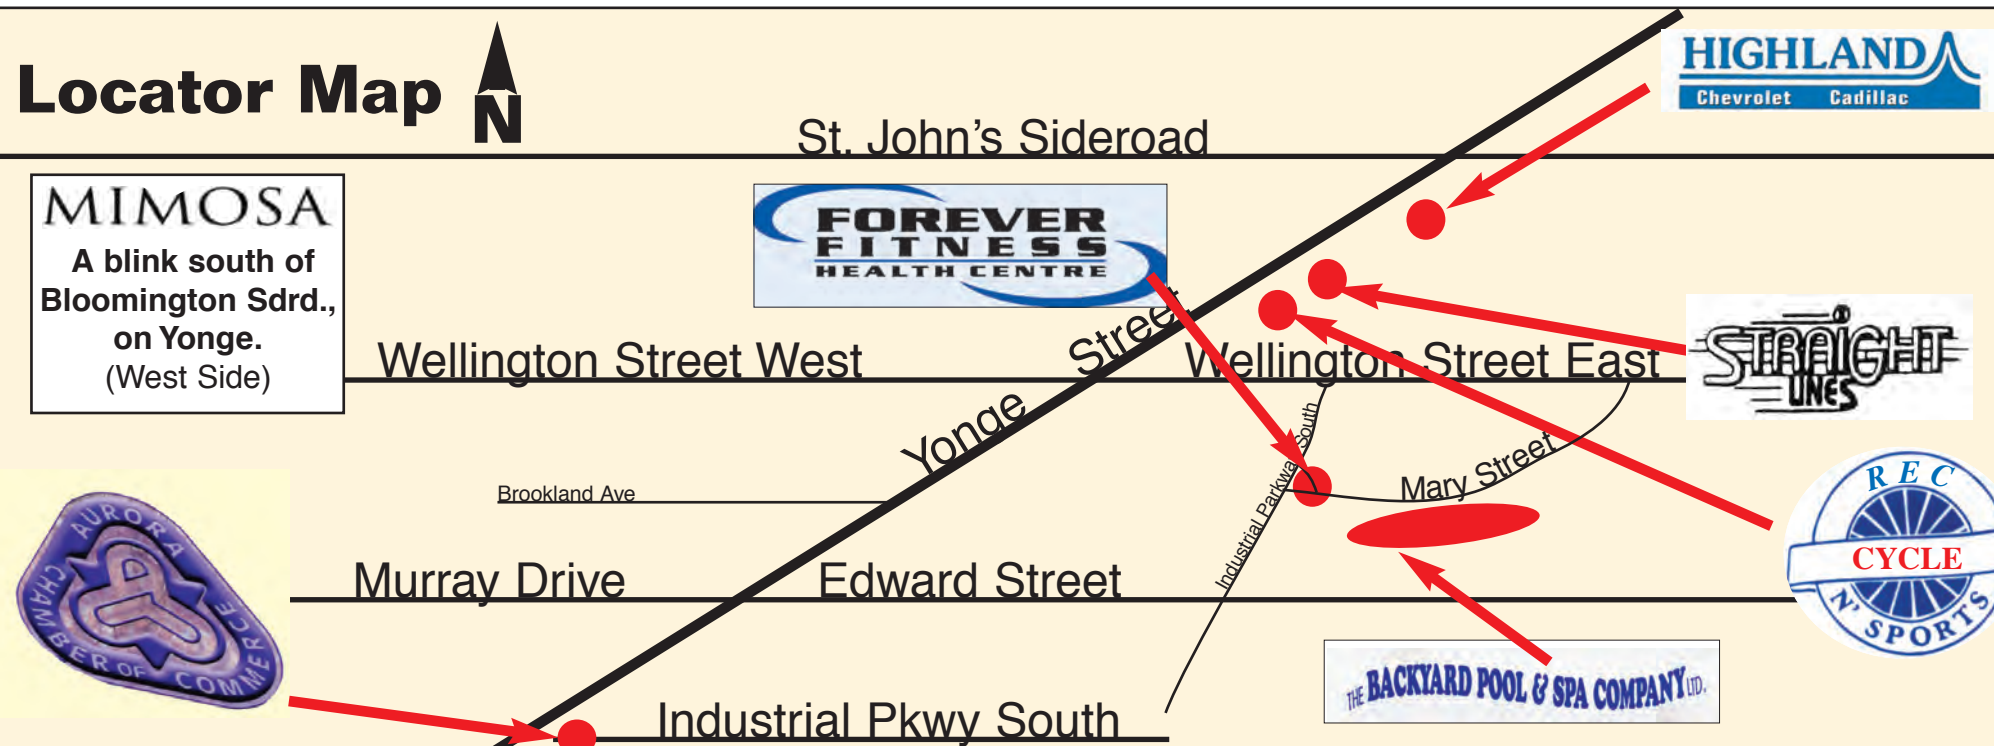 Locator Map
N
HIGHLAND
Chevrolet Cadillac
St. John's Sideroad
MIMOSA
A blink south of
Bloomington Sdrd.,
on Yonge.
(West Side)
FOREVER
FITNESS
HEALTH CENTRE
STRAIGHT
LINES
Wellington Street West
Yonge Street
Wellington Street East
Industrial Parkway South
Mary Street
Brookland Ave
AURORA
CHAMBER OF COMMERCE
REC
CYCLE
N' SPORTS
Murray Drive
Edward Street
THE BACKYARD POOL & SPA COMPANY LTD.
Industrial Pkwy South